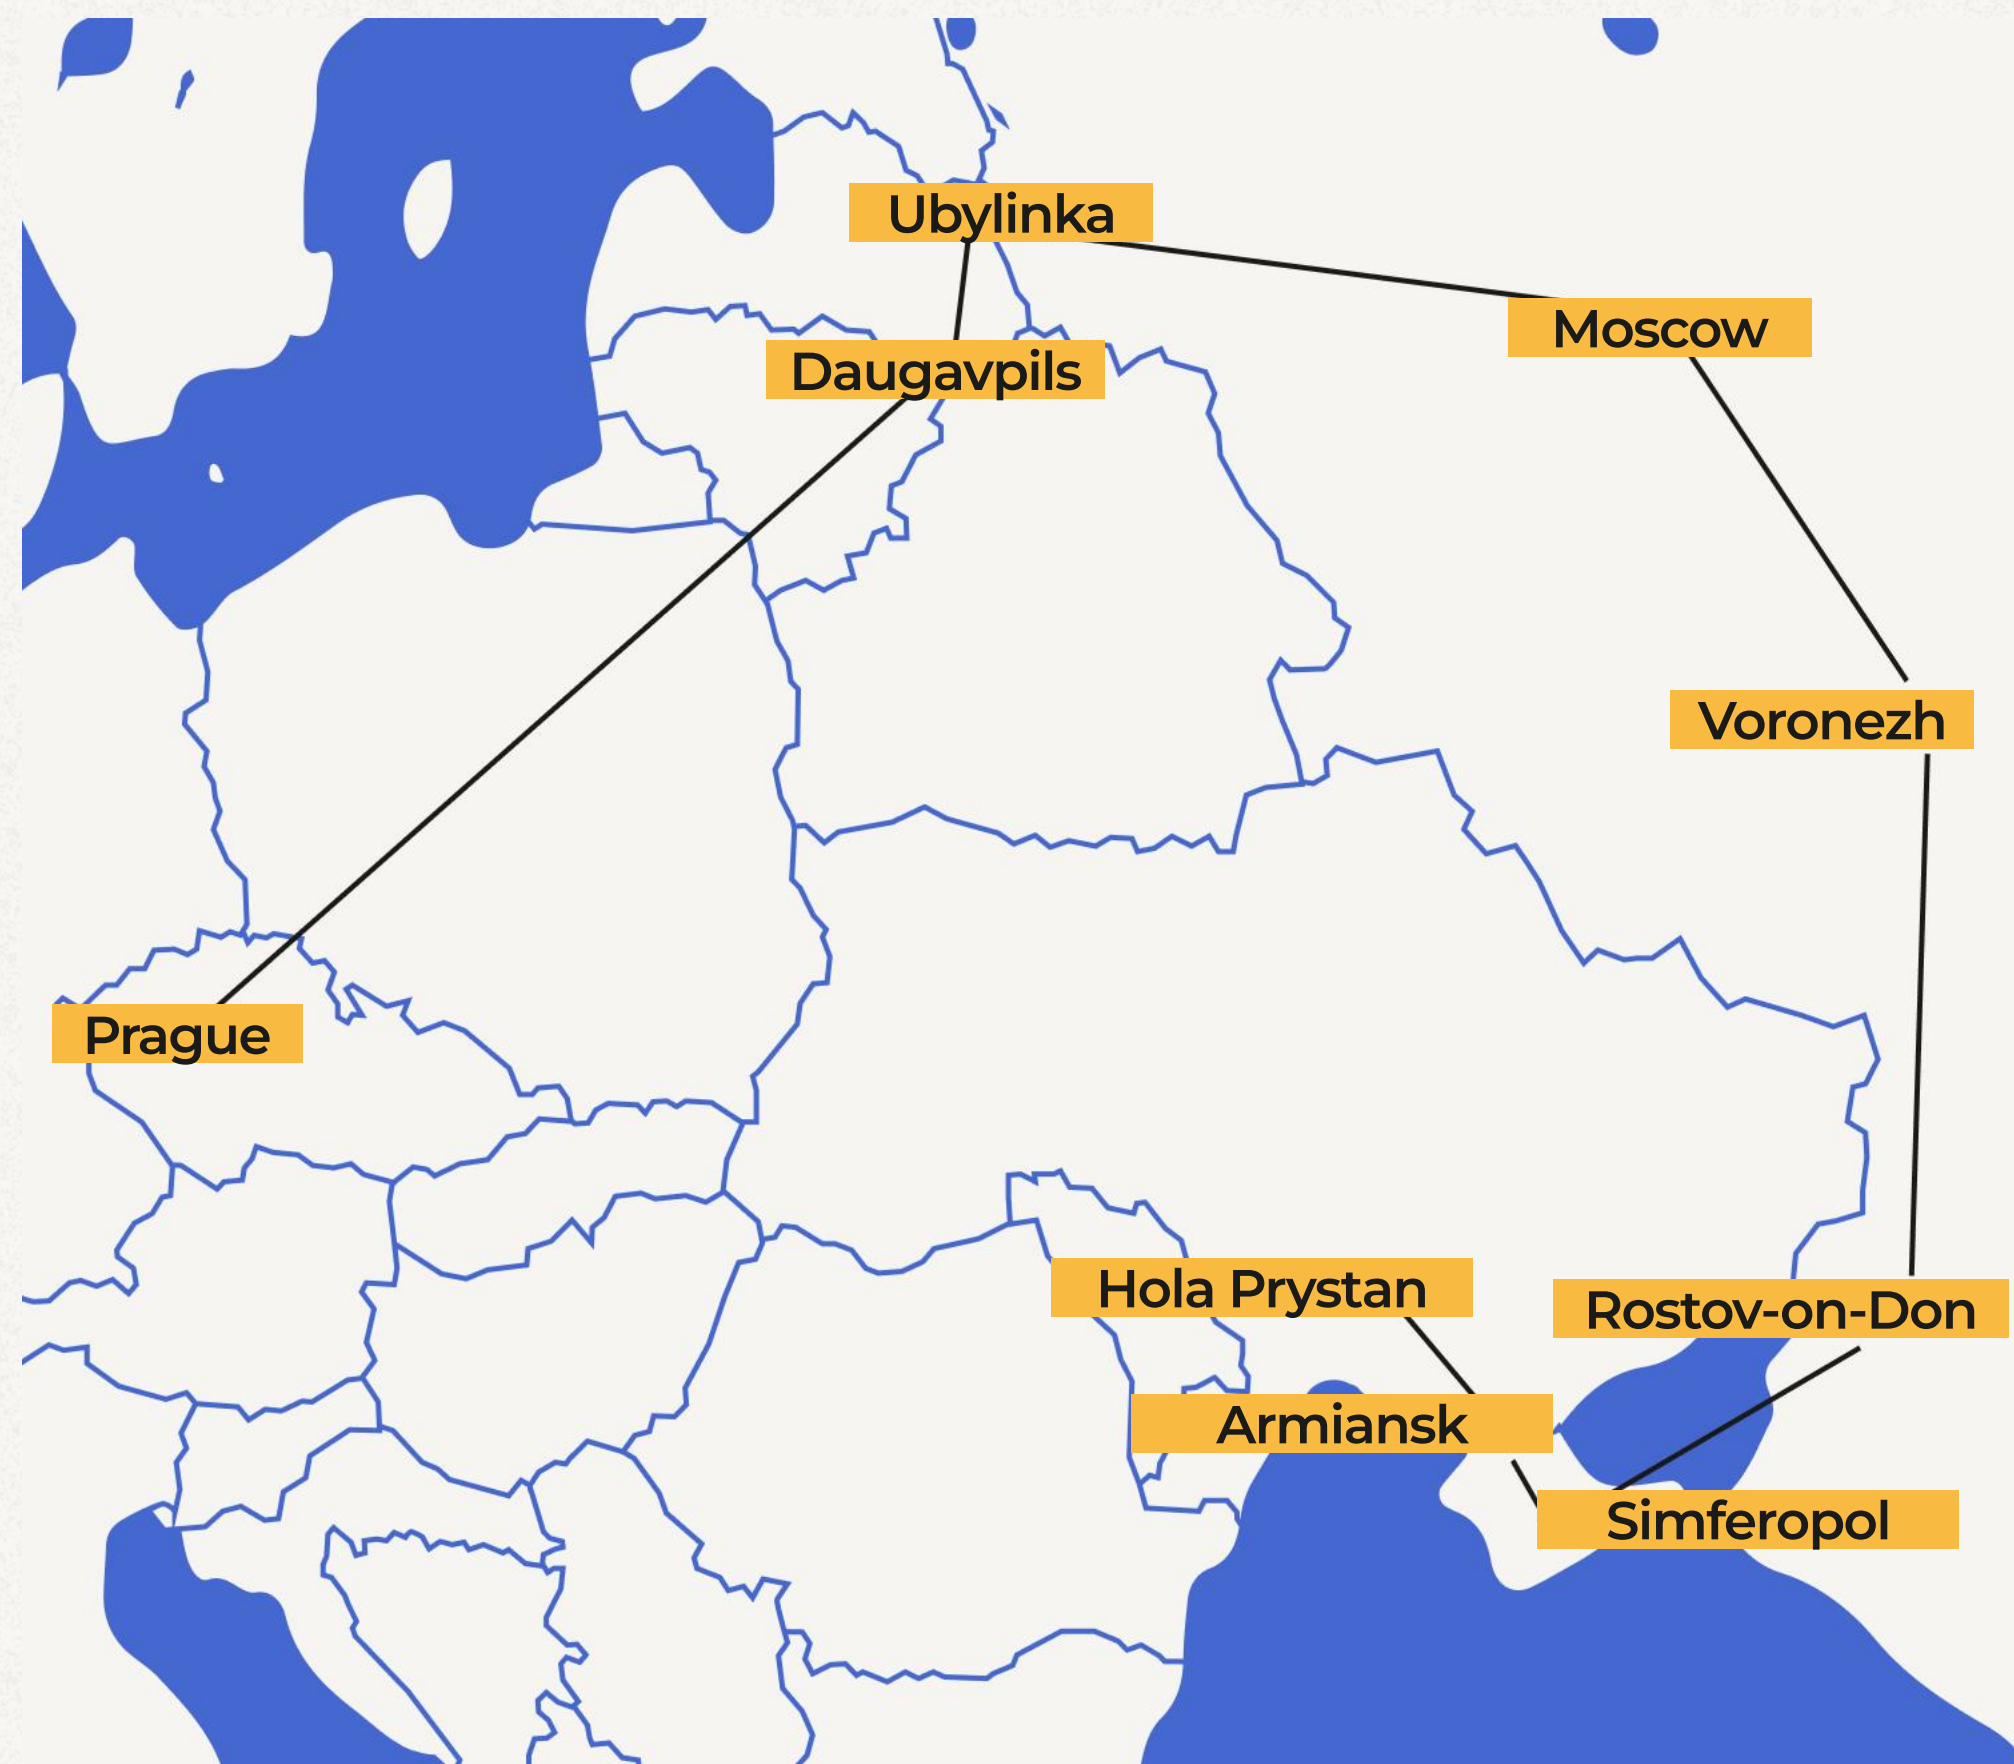 Ubylinka
Moscow
Daugavpils
Voronezh
Prague
Hola Prystan
Rostov-on-Don
Armiansk
Simferopol